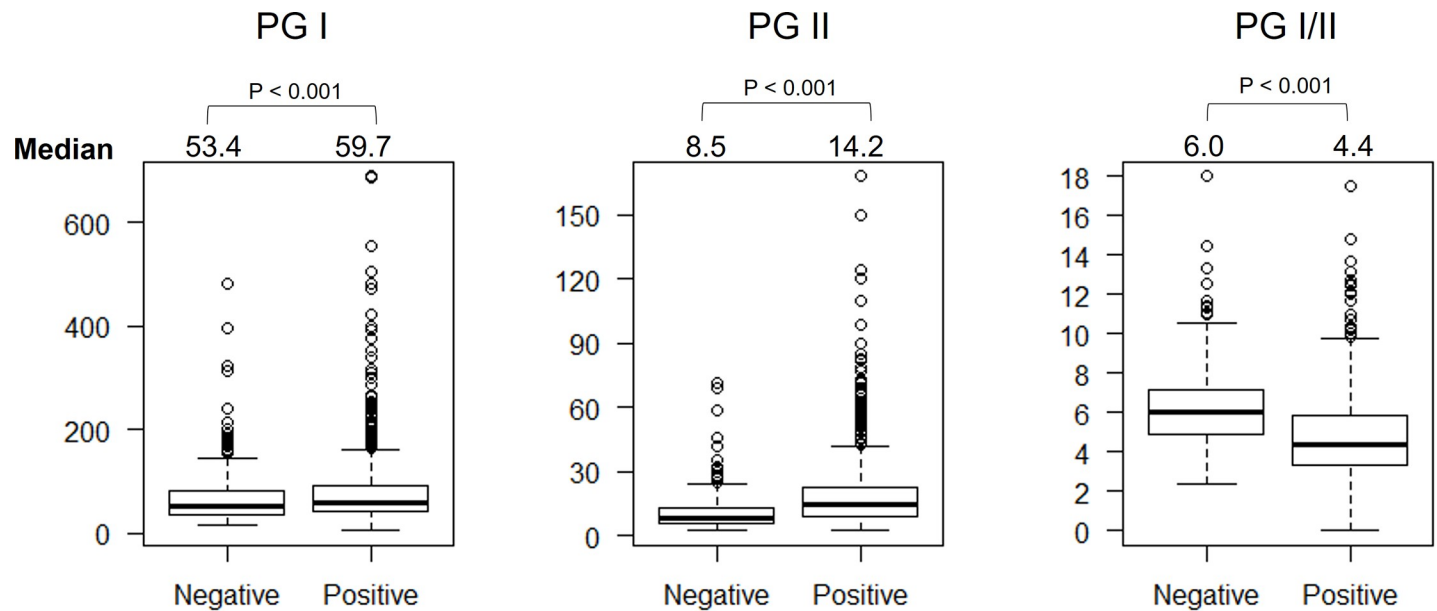 PG I
PG II
PG I/II
P < 0.001
P < 0.001
P < 0.001
Median
53.4
59.7
8.5
14.2
6.0
4.4
600
400
200
0
Negative
Positive
150
120
90
60
30
0
Negative
Positive
18
16
14
12
10
8
6
4
2
0
Negative
Positive